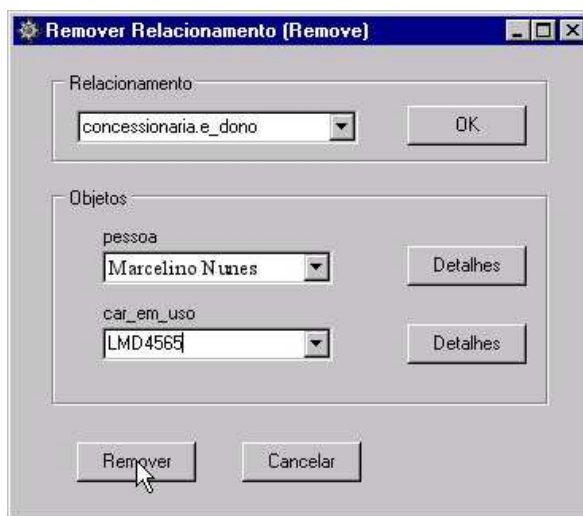 Remover Relacionamento (Remove)
Relacionamento
concessionaria.e_dono
OK
Objetos
pessoa
Marcelino Nunes
Detalhes
car_em_uso
LMD4565
Detalhes
Remover
Cancelar